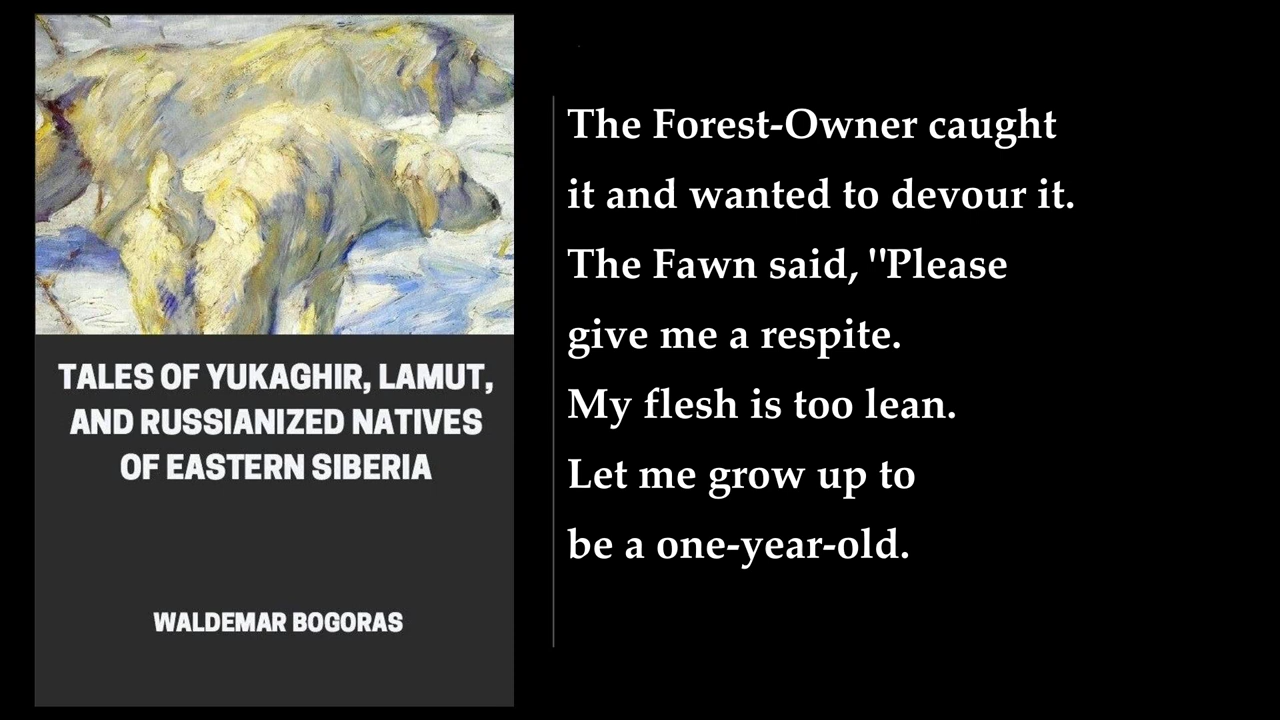 TALES OF YUKAGHIR, LAMUT,
AND RUSSIANIZED NATIVES
OF EASTERN SIBERIA
WALDEMAR BOGORAS
The Forest-Owner caught
it and wanted to devour it.
The Fawn said, "Please
give me a respite.
My flesh is too lean.
Let me grow up to
be a one-year-old.